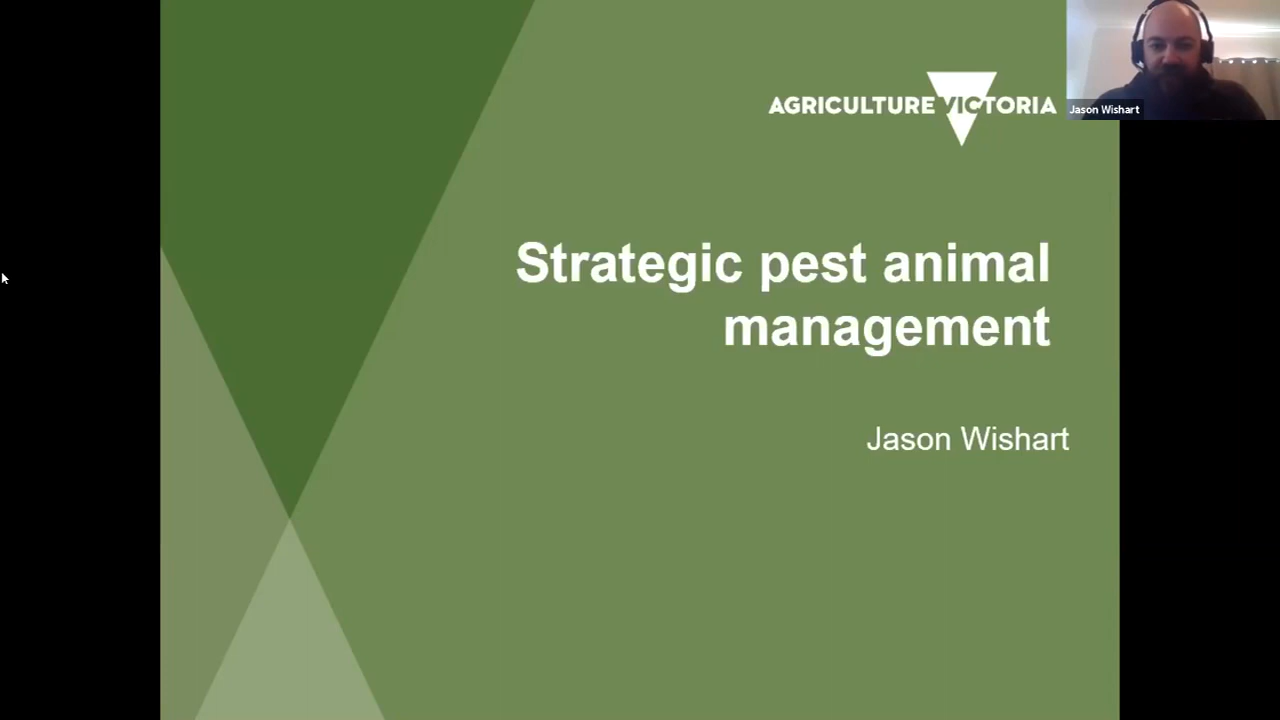 AGRICULTURE VICTORIA
Jason Wishart
Strategic pest animal
management
Jason Wishart